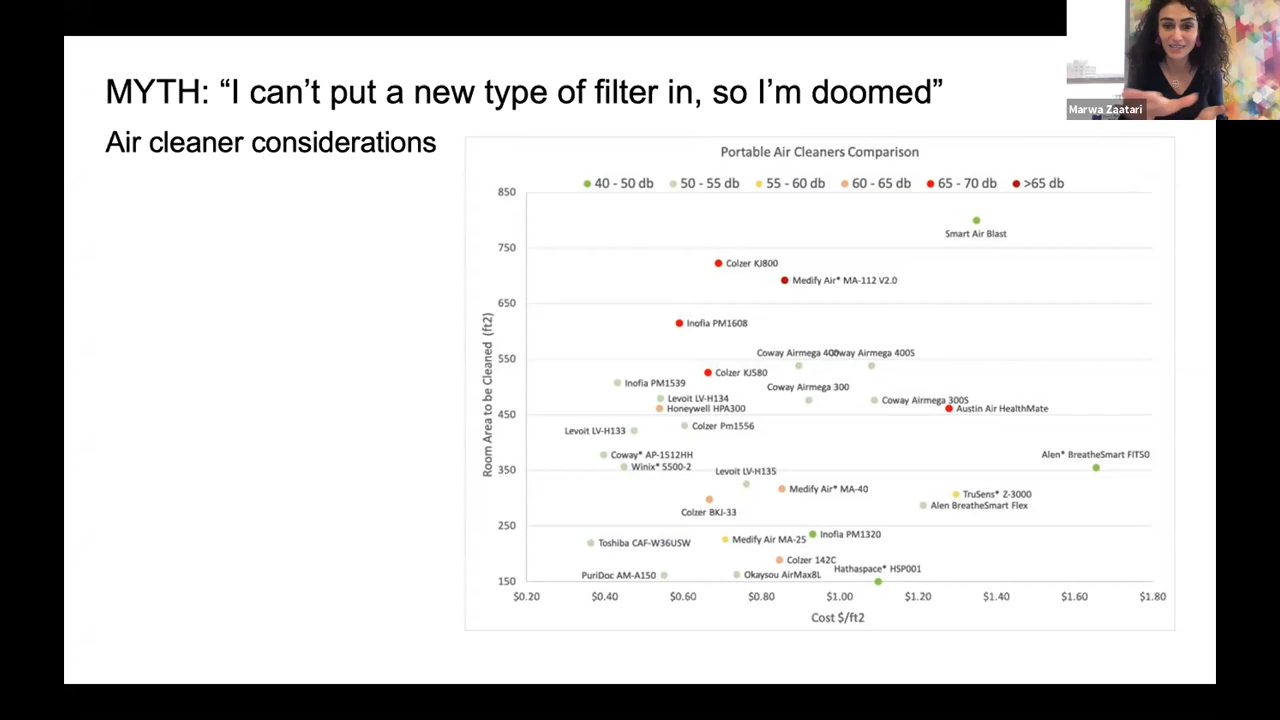 Marwa Zaatari
MYTH: “I can’t put a new type of filter in, so I’m doomed”
Air cleaner considerations
Portable Air Cleaners Comparison
40 - 50 db
50 - 55 db
55 - 60 db
60 - 65 db
65 - 70 db
>65 db
Room Area to be Cleaned (ft2)
850
750
650
550
450
350
250
150
Smart Air Blast
Colzer KJ800
Medify Air* MA-112 V2.0
Inofia PM1608
Coway Airmega 400
Coway Airmega 400S
Colzer KJ580
Inofia PM1539
Coway Airmega 300
Levoit LV-H134
Coway Airmega 300S
Honeywell HPA300
Austin Air HealthMate
Colzer Pm1556
Levoit LV-H133
Coway* AP-1512HH
Alen* BreatheSmart FIT50
Winix* 5500-2
Levoit LV-H135
Medify Air* MA-40
TruSens* Z-3000
Colzer BKJ-33
Alen BreatheSmart Flex
Inofia PM1320
Toshiba CAF-W36USW
Medify Air MA-25
Colzer 142C
Hathaspace* HSP001
PuriDoc AM-A150
Okaysou AirMax8L
$0.20
$0.40
$0.60
$0.80
$1.00
$1.20
$1.40
$1.60
$1.80
Cost $/ft2